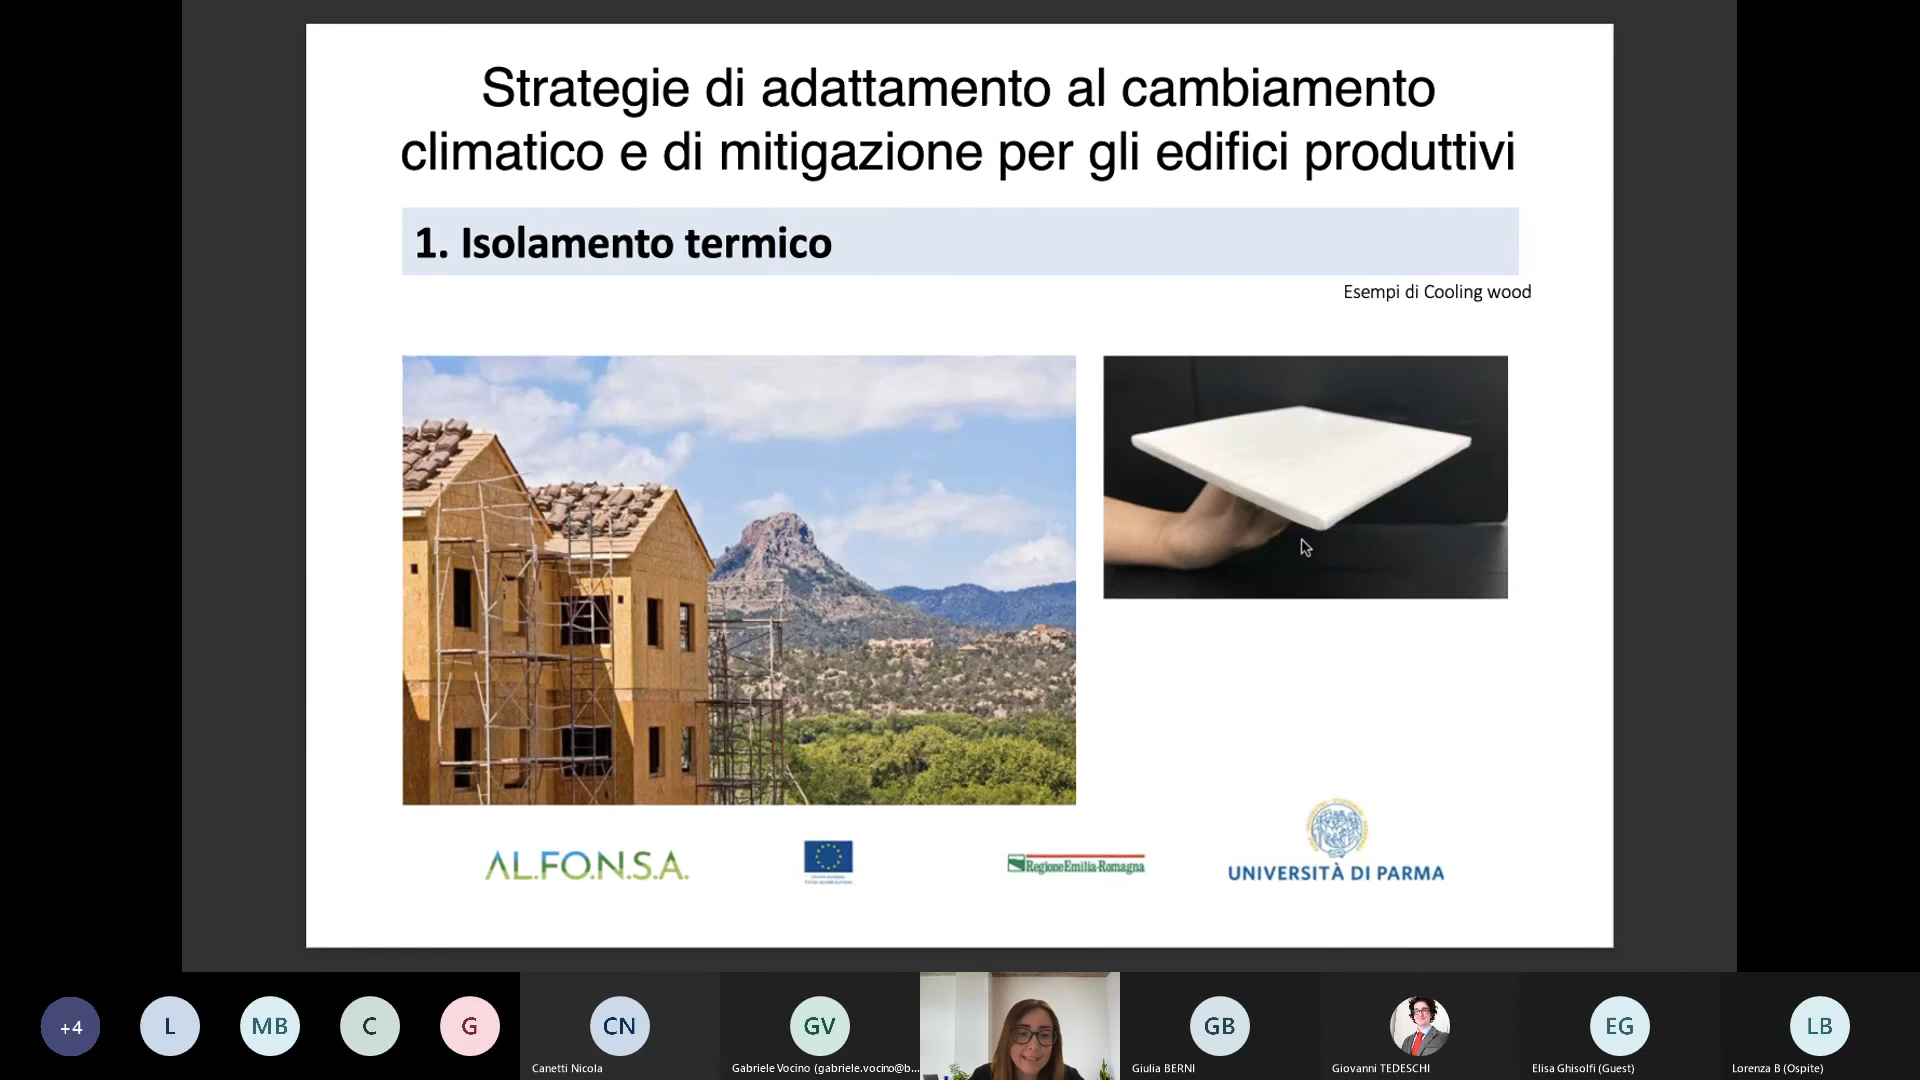 Strategie di adattamento al cambiamento
climatico e di mitigazione per gli edifici produttivi
1. Isolamento termico
Esempi di Cooling wood
AL.FO.N.S.A.
RegioneEmilia-Romagna
UNIVERSITÀ DI PARMA
+4
L
MB
C
G
CN
Canetti Nicola
GV
Gabriele Vocino (gabriele.vocino@b...
GB
Giulia BERNI
Giovanni TEDESCHI
EG
Elisa Ghisolfi (Guest)
LB
Lorenza B (Ospite)